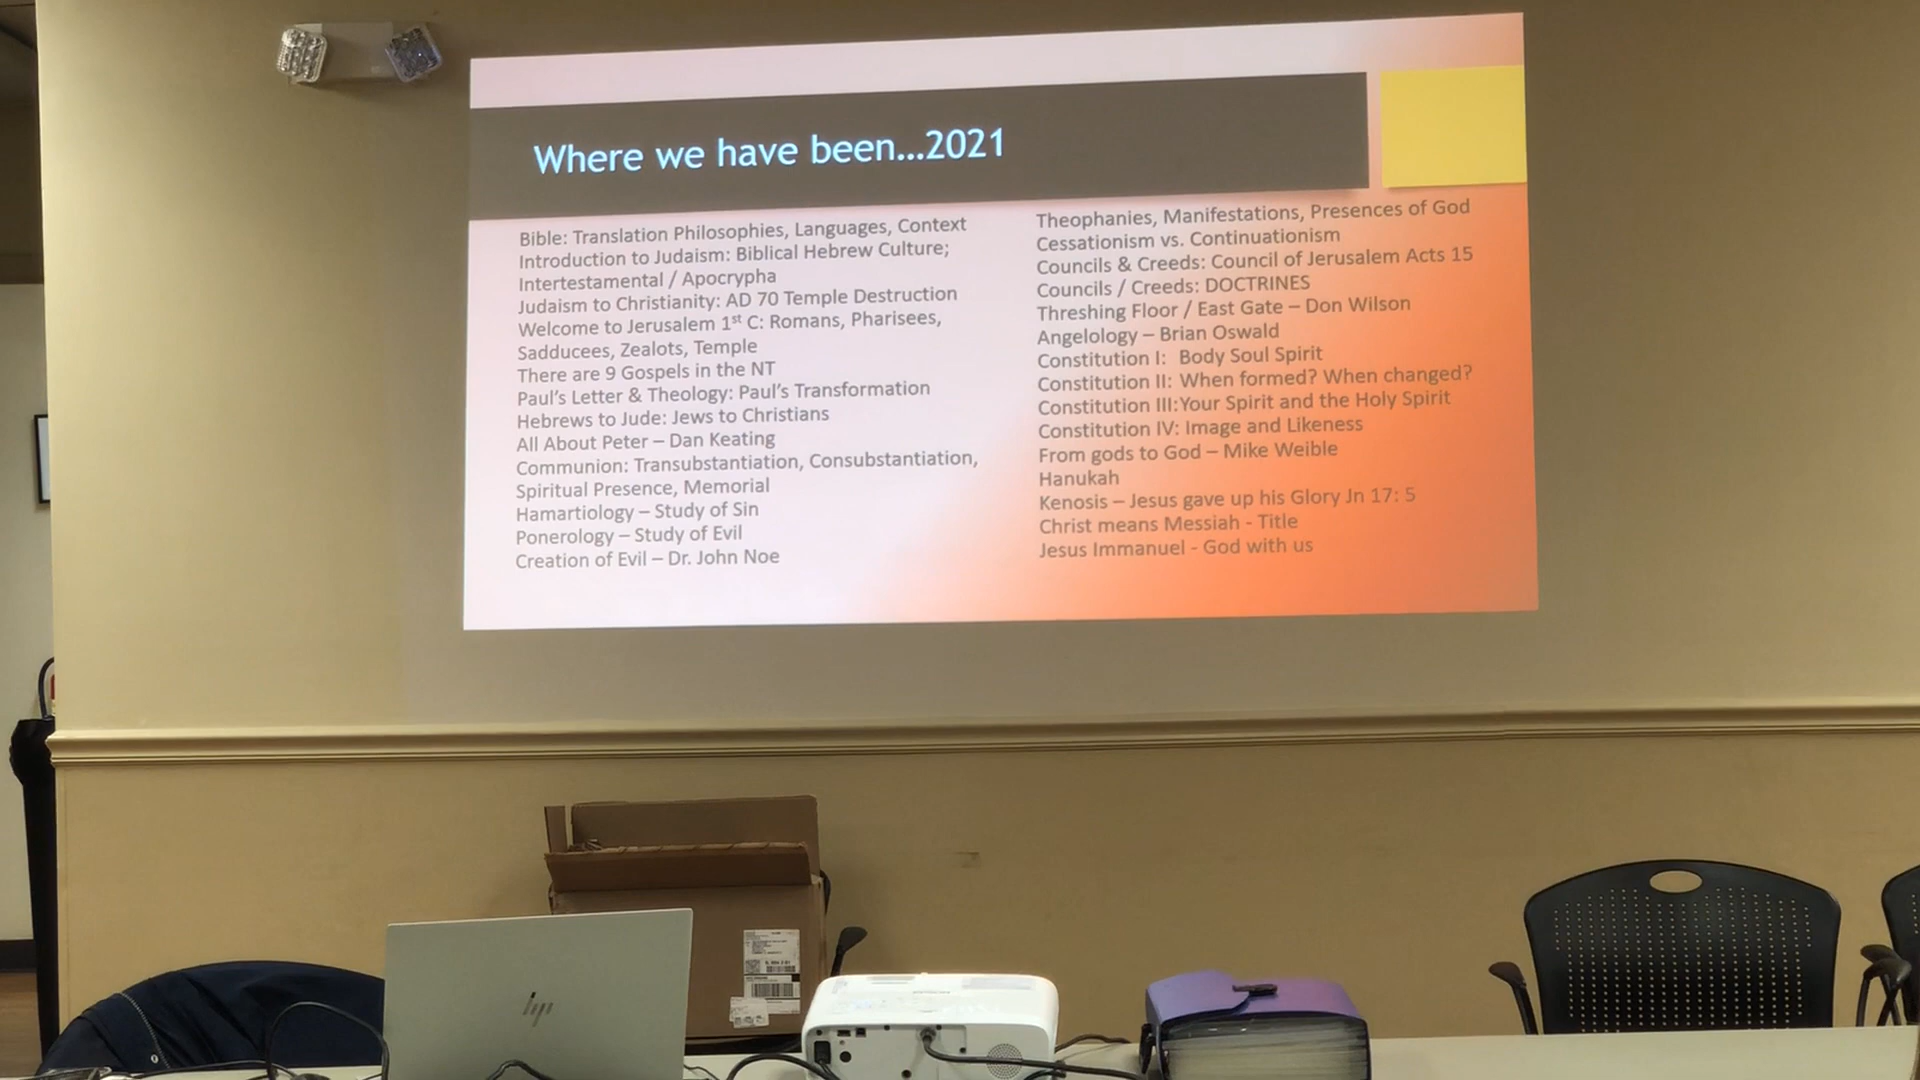 Where we have been...2021
Bible: Translation Philosophies, Languages, Context
Introduction to Judaism: Biblical Hebrew Culture;
Intertestamental / Apocrypha
Judaism to Christianity: AD 70 Temple Destruction
Welcome to Jerusalem 1st C: Romans, Pharisees,
Sadducees, Zealots, Temple
There are 9 Gospels in the NT
Paul's Letter & Theology: Paul's Transformation
Hebrews to Jude: Jews to Christians
All About Peter – Dan Keating
Communion: Transubstantiation, Consubstantiation,
Spiritual Presence, Memorial
Hamartiology – Study of Sin
Ponerology – Study of Evil
Creation of Evil – Dr. John Noe
Theophanies, Manifestations, Presences of God
Cessationism vs. Continuationism
Councils & Creeds: Council of Jerusalem Acts 15
Councils / Creeds: DOCTRINES
Threshing Floor / East Gate – Don Wilson
Angelology – Brian Oswald
Constitution I: Body Soul Spirit
Constitution II: When formed? When changed?
Constitution III:Your Spirit and the Holy Spirit
Constitution IV: Image and Likeness
From gods to God – Mike Weible
Hanukah
Kenosis – Jesus gave up his Glory Jn 17: 5
Christ means Messiah - Title
Jesus Immanuel - God with us
hp